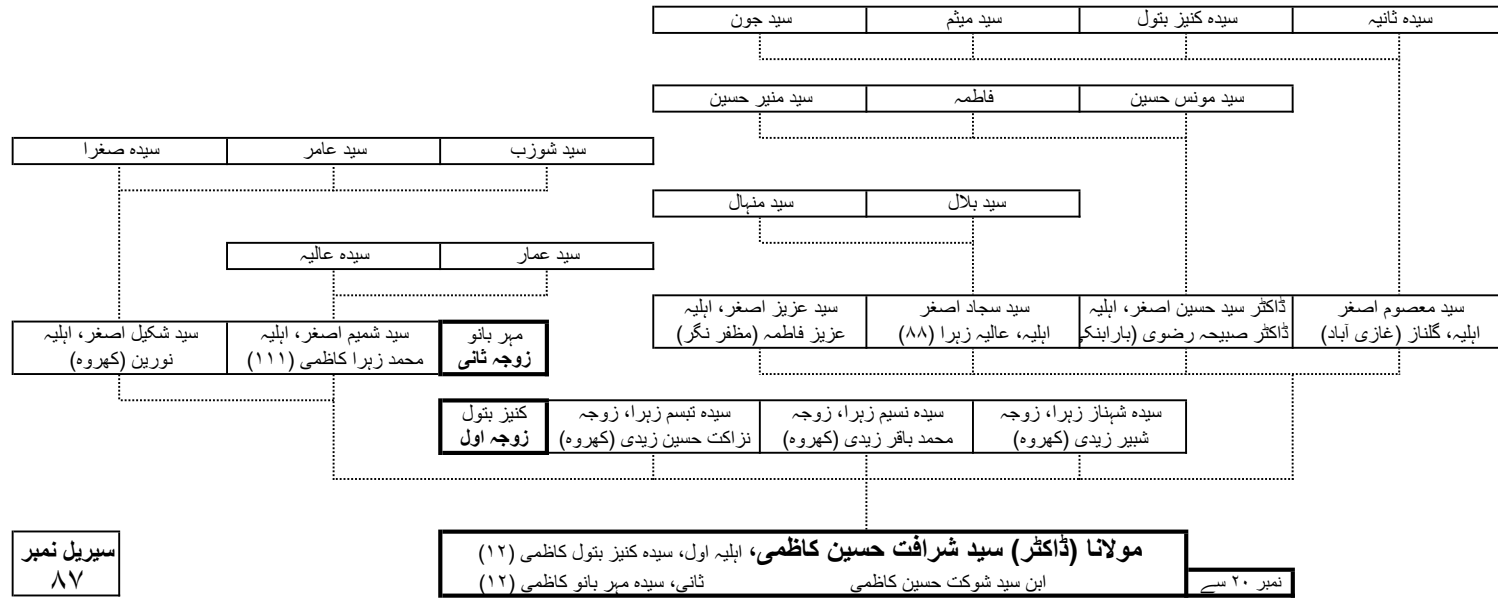 سیدہ ثانیہ
سیدہ کنیز بتول
سید میثم
سید جون
سید مونس حسین
فاطمہ
سید منیر حسین
سید شوزب
سید عامر
سیدہ صغرا
سید بلال
سید منہال
سید عمار
سیدہ عالیہ
سید معصوم اصغر
اہلیہ، گلناز (غازی آباد)
ڈاکٹر سید حسین اصغر، اہلیہ
ڈاکٹر صبیحہ رضوی (بارابنکی
سید سجاد اصغر
اہلیہ، عالیہ زہرا (۸۸)
سید عزیز اصغر، اہلیہ
عزیز فاطمہ (مظفر نگر)
مہر بانو
زوجہ ثانی
سید شمیم اصغر، اہلیہ
محمد زہرا کاظمی (۱۱۱)
سید شکیل اصغر، اہلیہ
نورین (کھروہ)
سیدہ شہناز زہرا، زوجہ
شبیر زیدی (کھروہ)
سیدہ نسیم زہرا، زوجہ
محمد باقر زیدی (کھروہ)
سیدہ تبسم زہرا، زوجہ
نزاکت حسین زیدی (کھروہ)
کنیز بتول
زوجہ اول
مولانا (ڈاکٹر) سید شرافت حسین کاظمی، اہلیہ اول، سیدہ کنیز بتول کاظمی (۱۲)
نمبر ۲۰ سے
ابن سید شوکت حسین کاظمی ثانی، سیدہ مہر بانو کاظمی (۱۲)
سیریل نمبر
۸۷